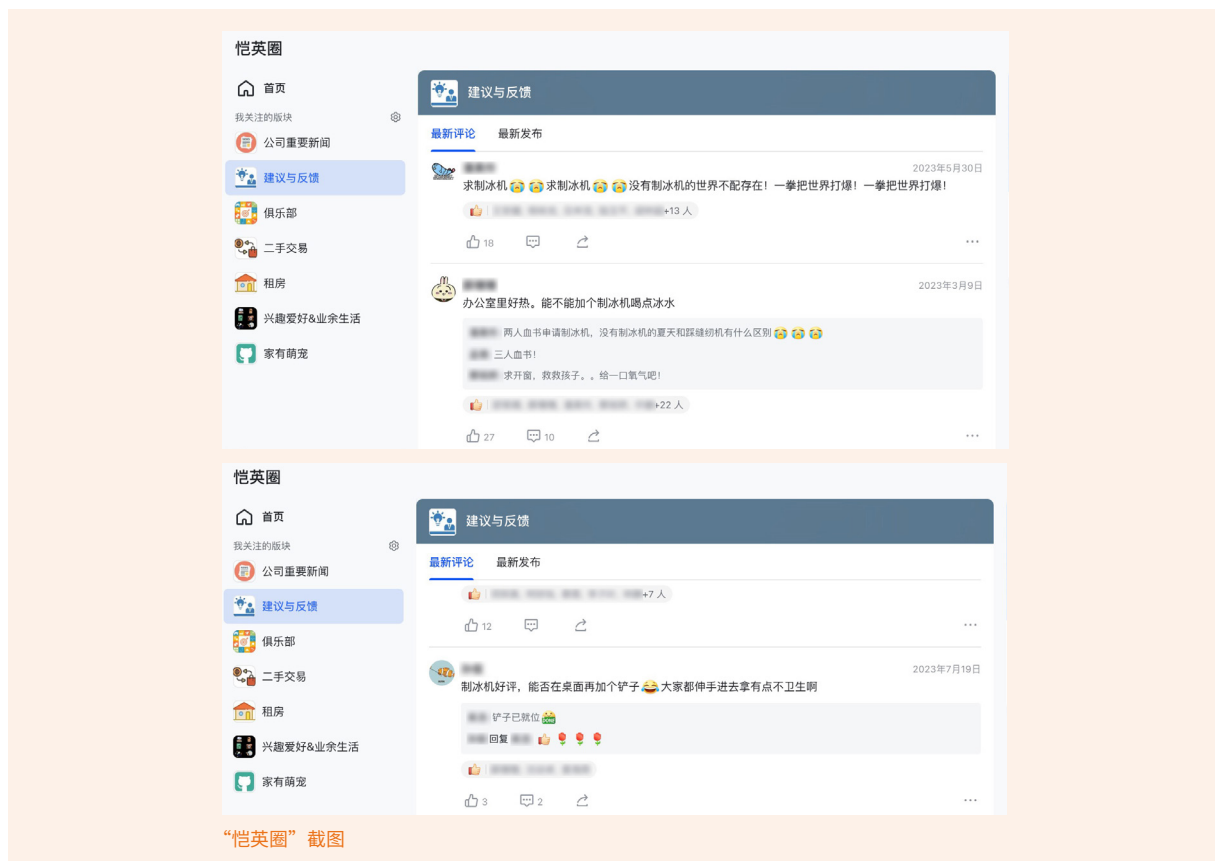 恺英圈
首页
我关注的版块
公司重要新闻
建议与反馈
俱乐部
二手交易
租房
兴趣爱好&业余生活
家有萌宠
建议与反馈
最新评论 最新发布
2023年5月30日
求制冰机😭😭求制冰机😭😭没有制冰机的世界不配存在！一拳把世界打爆！一拳把世界打爆！
+13 人
18
2023年3月9日
办公室里好热。能不能加个制冰机喝点冰水
两人血书申请制冰机，没有制冰机的夏天和踩缝纫机有什么区别😭😭😭
三人血书！
求开窗，救救孩子。。给一口氧气吧！
+22 人
27 10
恺英圈
首页
我关注的版块
公司重要新闻
建议与反馈
俱乐部
二手交易
租房
兴趣爱好&业余生活
家有萌宠
建议与反馈
最新评论 最新发布
+7 人
12
2023年7月19日
制冰机好评，能否在桌面再加个铲子😂大家都伸手进去拿有点不卫生啊
铲子已就位
回复 👍🌹🌹🌹
3 2
“恺英圈”截图